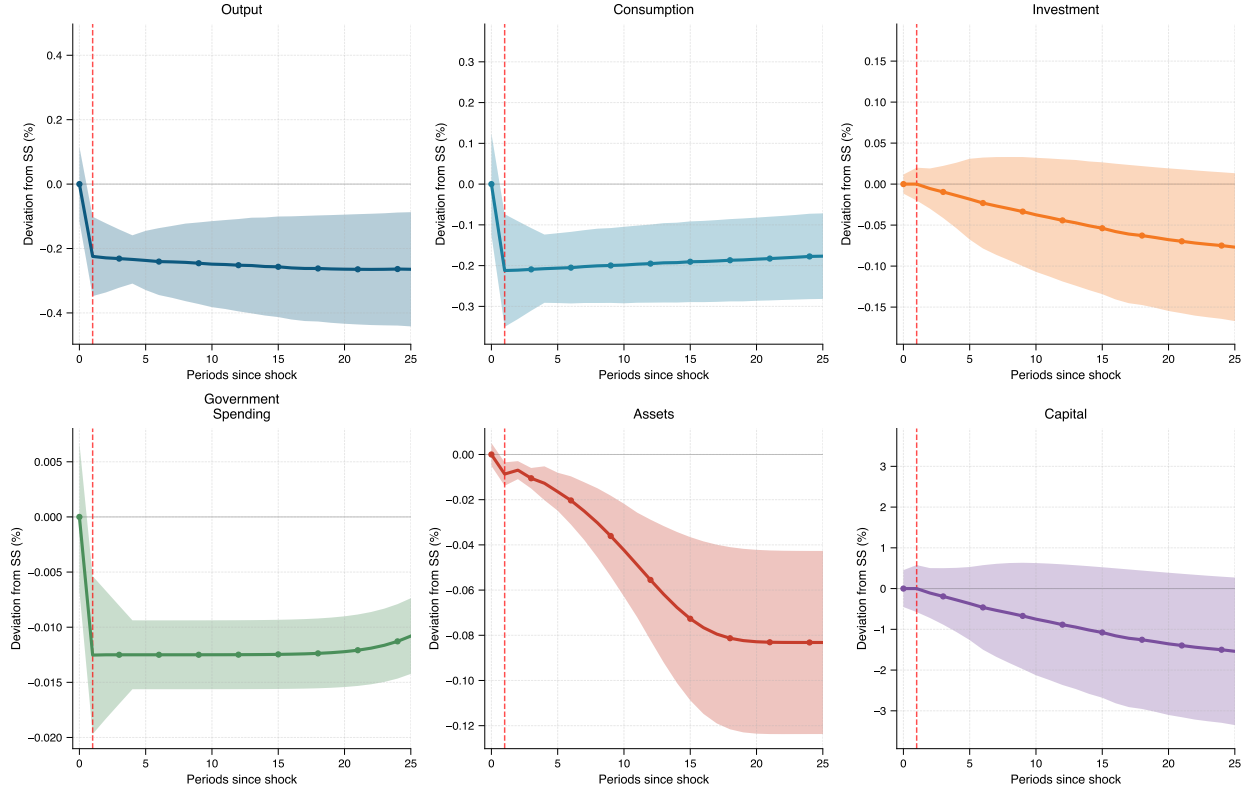 Output
Deviation from SS (%)
0.4
0.2
0.0
−0.2
−0.4
0 5 10 15 20 25
Periods since shock
Consumption
Deviation from SS (%)
0.3
0.2
0.1
0.0
−0.1
−0.2
−0.3
0 5 10 15 20 25
Periods since shock
Investment
Deviation from SS (%)
0.15
0.10
0.05
0.00
−0.05
−0.10
−0.15
0 5 10 15 20 25
Periods since shock
Government
Spending
Deviation from SS (%)
0.005
0.000
−0.005
−0.010
−0.015
−0.020
0 5 10 15 20 25
Periods since shock
Assets
Deviation from SS (%)
0.00
−0.02
−0.04
−0.06
−0.08
−0.10
−0.12
0 5 10 15 20 25
Periods since shock
Capital
Deviation from SS (%)
3
2
1
0
−1
−2
−3
0 5 10 15 20 25
Periods since shock